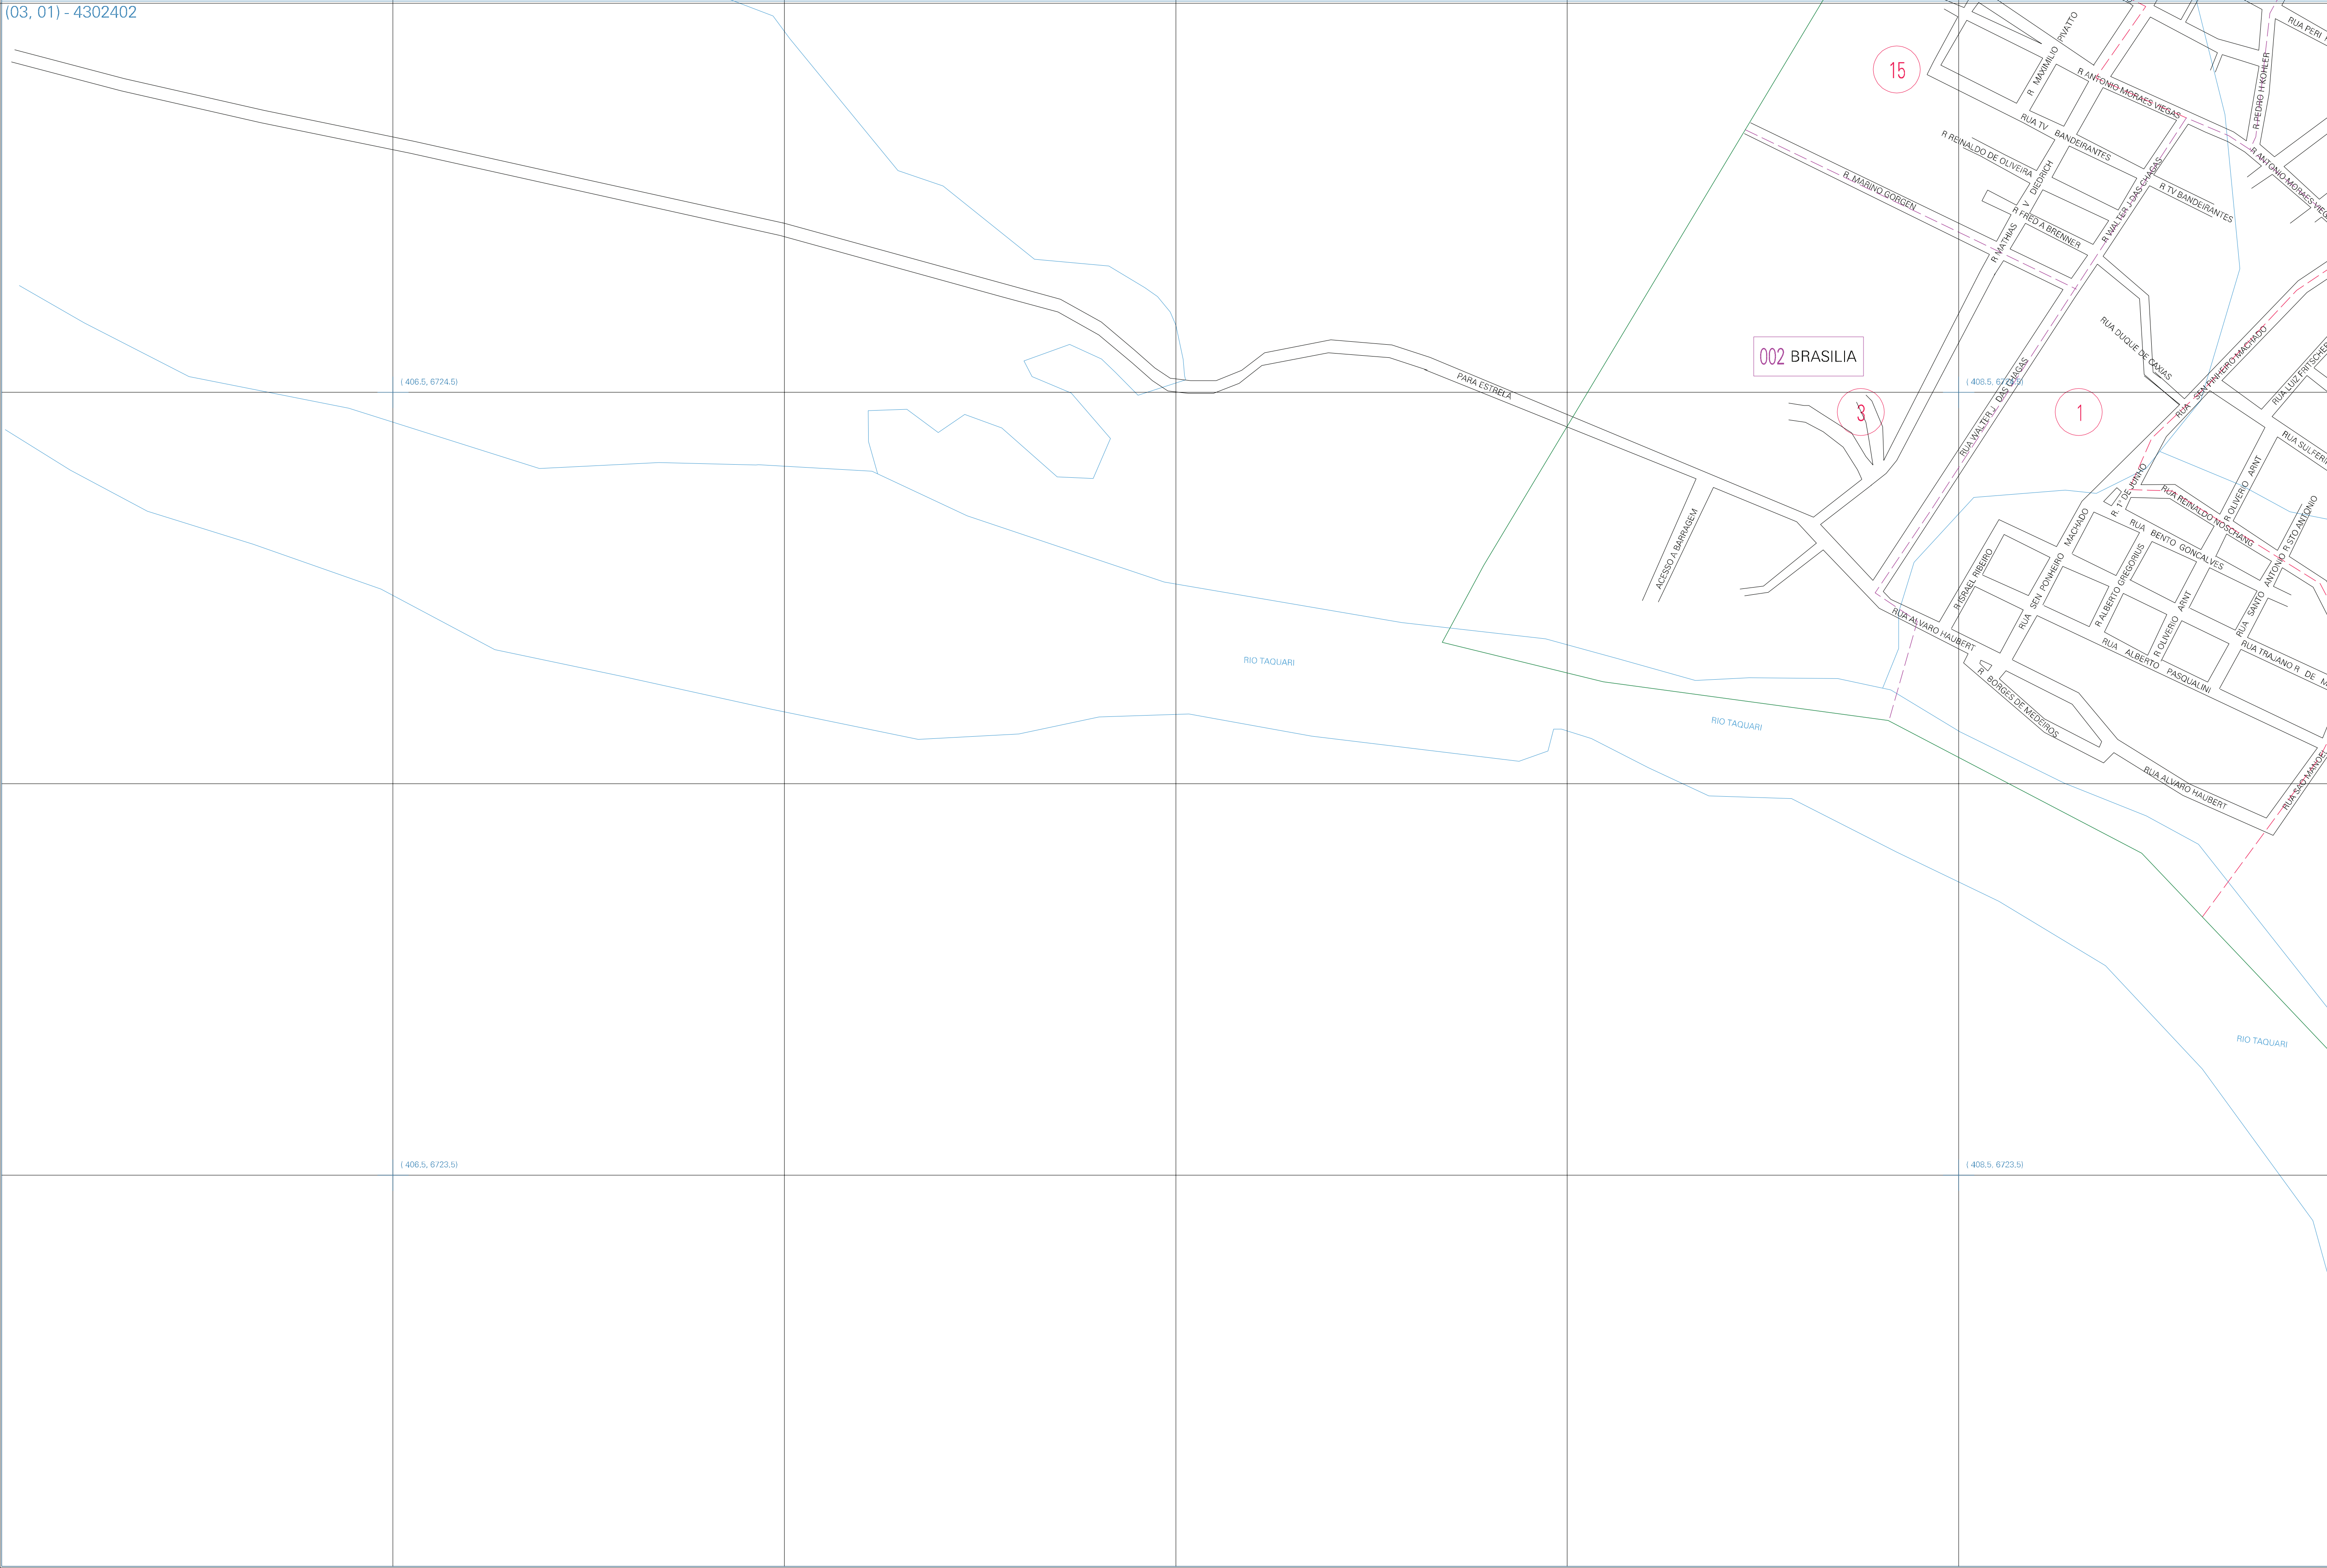 (03, 01) - 4302402
RUA PERI
R MAXIMILIO PIVATTO
15
R ANTONIO MORAES VIEGAS
R PEDRO H KOHLER
RUA TV BANDEIRANTES
R REINALDO DE OLIVEIRA
R ANTONIO MORAES
R MARINO GORGEN
R MATHIAS V DIEDRICH
R WALTER J DAS CHAGAS
R TV BANDEIRANTES
R FRED A BRENNER
RUA DUQUE DE CAXIAS
RUA SEN PINHEIRO MACHADO
002 BRASILIA
RUA LUIZ FRITSCHER
( 406.5, 6724.5)
PARA ESTRELA
( 408.5, 6724.5)
3
1
RUA WALTER J DAS CHAGAS
RUA
R 1° DE JUNHO
R OLIVERIO ARNT
RUA REINALDO NOSCHANG
R STO ANTONIO
ACESSO A BARRAGEM
RUA BENTO GONCALVES
RUA SEN PONHEIRO MACHADO
R ISRAEL RIBEIRO
R ALBERTO GREGORIUS
R OLIVERIO ARNT
RUA SANTO ANTONIO
RUA ALVARO HAUBERT
RUA ALBERTO PASQUALINI
RUA TRAJANO R DE
RIO TAQUARI
R BORGES DE MEDEIROS
RIO TAQUARI
RUA ALVARO HAUBERT
RUA SAO MANOEL
RIO TAQUARI
( 406.5, 6723.5)
( 408.5, 6723.5)